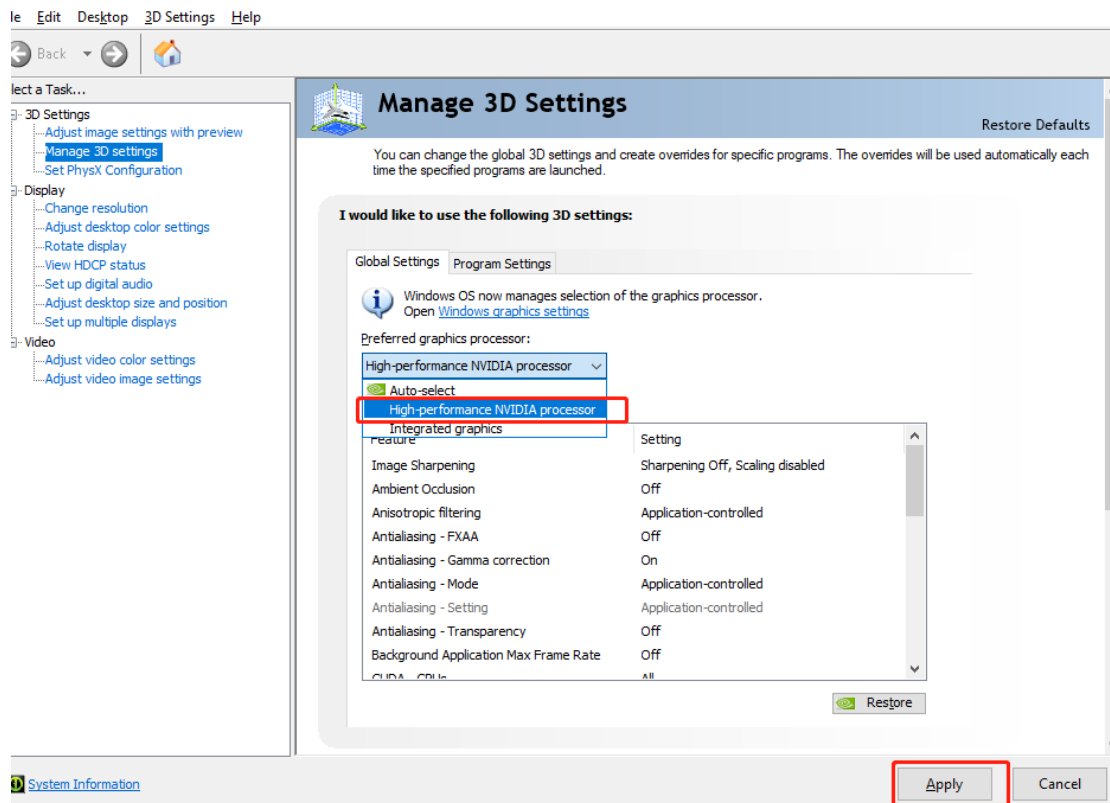 le Edit Desktop 3D Settings Help
Back
lect a Task...
3D Settings
Adjust image settings with preview
Manage 3D settings
Set PhysX Configuration
Display
Change resolution
Adjust desktop color settings
Rotate display
View HDCP status
Set up digital audio
Adjust desktop size and position
Set up multiple displays
Video
Adjust video color settings
Adjust video image settings
System Information
Manage 3D Settings
Restore Defaults
You can change the global 3D settings and create overrides for specific programs. The overrides will be used automatically each
time the specified programs are launched.
I would like to use the following 3D settings:
Global Settings Program Settings
Windows OS now manages selection of the graphics processor.
Open Windows graphics settings
Preferred graphics processor:
High-performance NVIDIA processor
Auto-select
High-performance NVIDIA processor
Integrated graphics
Feature Setting
Image Sharpening Sharpening Off, Scaling disabled
Ambient Occlusion Off
Anisotropic filtering Application-controlled
Antialiasing - FXAA Off
Antialiasing - Gamma correction On
Antialiasing - Mode Application-controlled
Antialiasing - Setting Application-controlled
Antialiasing - Transparency Off
Background Application Max Frame Rate Off
CUDA - GPUs All
Restore
Apply Cancel